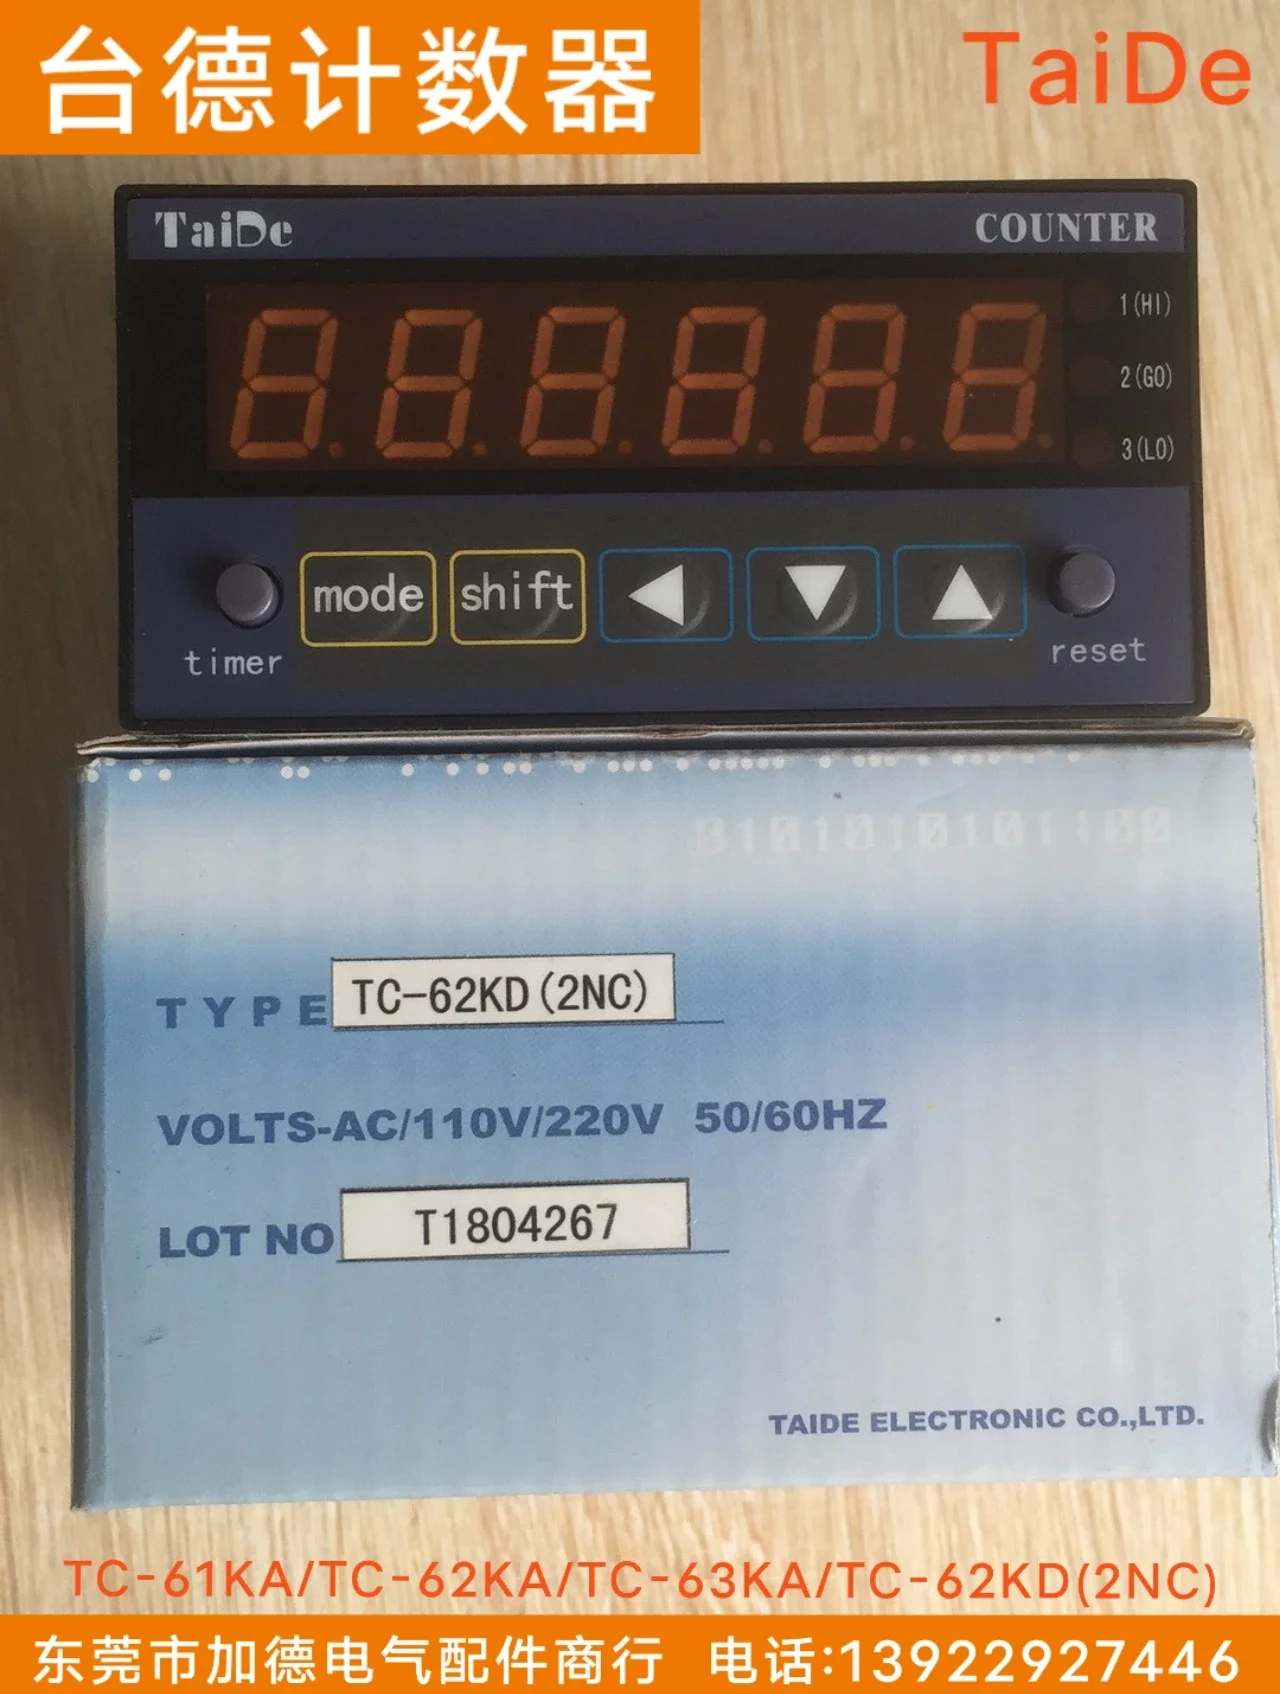 台德计数器
TaiDe
TaiDe
COUNTER
1(HI)
2(GO)
3(LO)
mode
shift
timer
reset
01010101011100
TYPE TC-62KD(2NC)
VOLTS-AC/110V/220V 50/60HZ
LOT NO T1804267
TAIDE ELECTRONIC CO.,LTD.
TC-61KA/TC-62KA/TC-63KA/TC-62KD(2NC)
东莞市加德电气配件商行 电话:13922927446